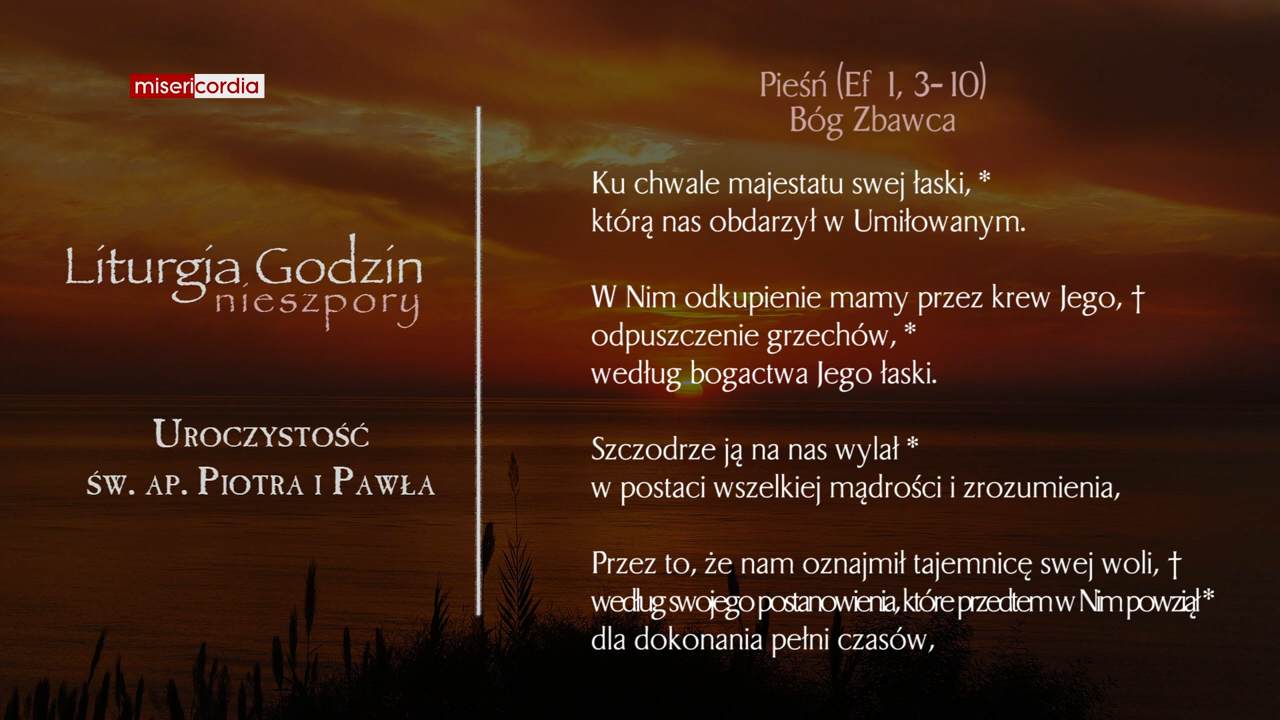 misericordia
Liturgia Godzin
nieszpory
Uroczystość
św. ap. Piotra i Pawła
Pieśń (Ef 1, 3-10)
Bóg Zbawca
Ku chwale majestatu swej łaski, *
którą nas obdarzył w Umiłowanym.
W Nim odkupienie mamy przez krew Jego, †
odpuszczenie grzechów, *
według bogactwa Jego łaski.
Szczodrze ją na nas wylał *
w postaci wszelkiej mądrości i zrozumienia,
Przez to, że nam oznajmił tajemnicę swej woli, †
według swojego postanowienia, które przedtem w Nim powziął *
dla dokonania pełni czasów,